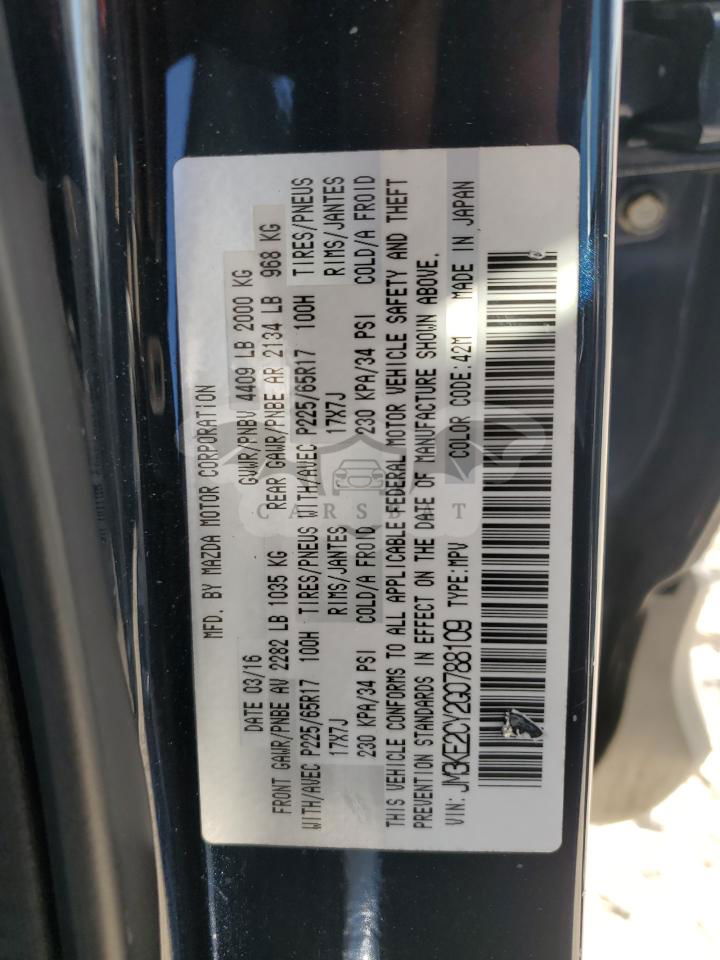 MFD. BY MAZDA MOTOR CORPORATION
DATE 03/16 GVWR/PNBV 4409 LB 2000 KG
FRONT GAWR/PNBE AV 2282 LB 1035 KG REAR GAWR/PNBE AR 2134 LB 968 KG
WITH/AVEC P225/65R17 100H TIRES/PNEUS WITH/AVEC P225/65R17 100H TIRES/PNEUS
17X7J RIMS/JANTES 17X7J RIMS/JANTES
230 KPA/34 PSI COLD/A FROID 230 KPA/34 PSI COLD/A FROID
THIS VEHICLE CONFORMS TO ALL APPLICABLE FEDERAL MOTOR VEHICLE SAFETY AND THEFT
PREVENTION STANDARDS IN EFFECT ON THE DATE OF MANUFACTURE SHOWN ABOVE.
VIN: JM3KE2CY2G0788109 TYPE:MPV COLOR CODE:42M MADE IN JAPAN